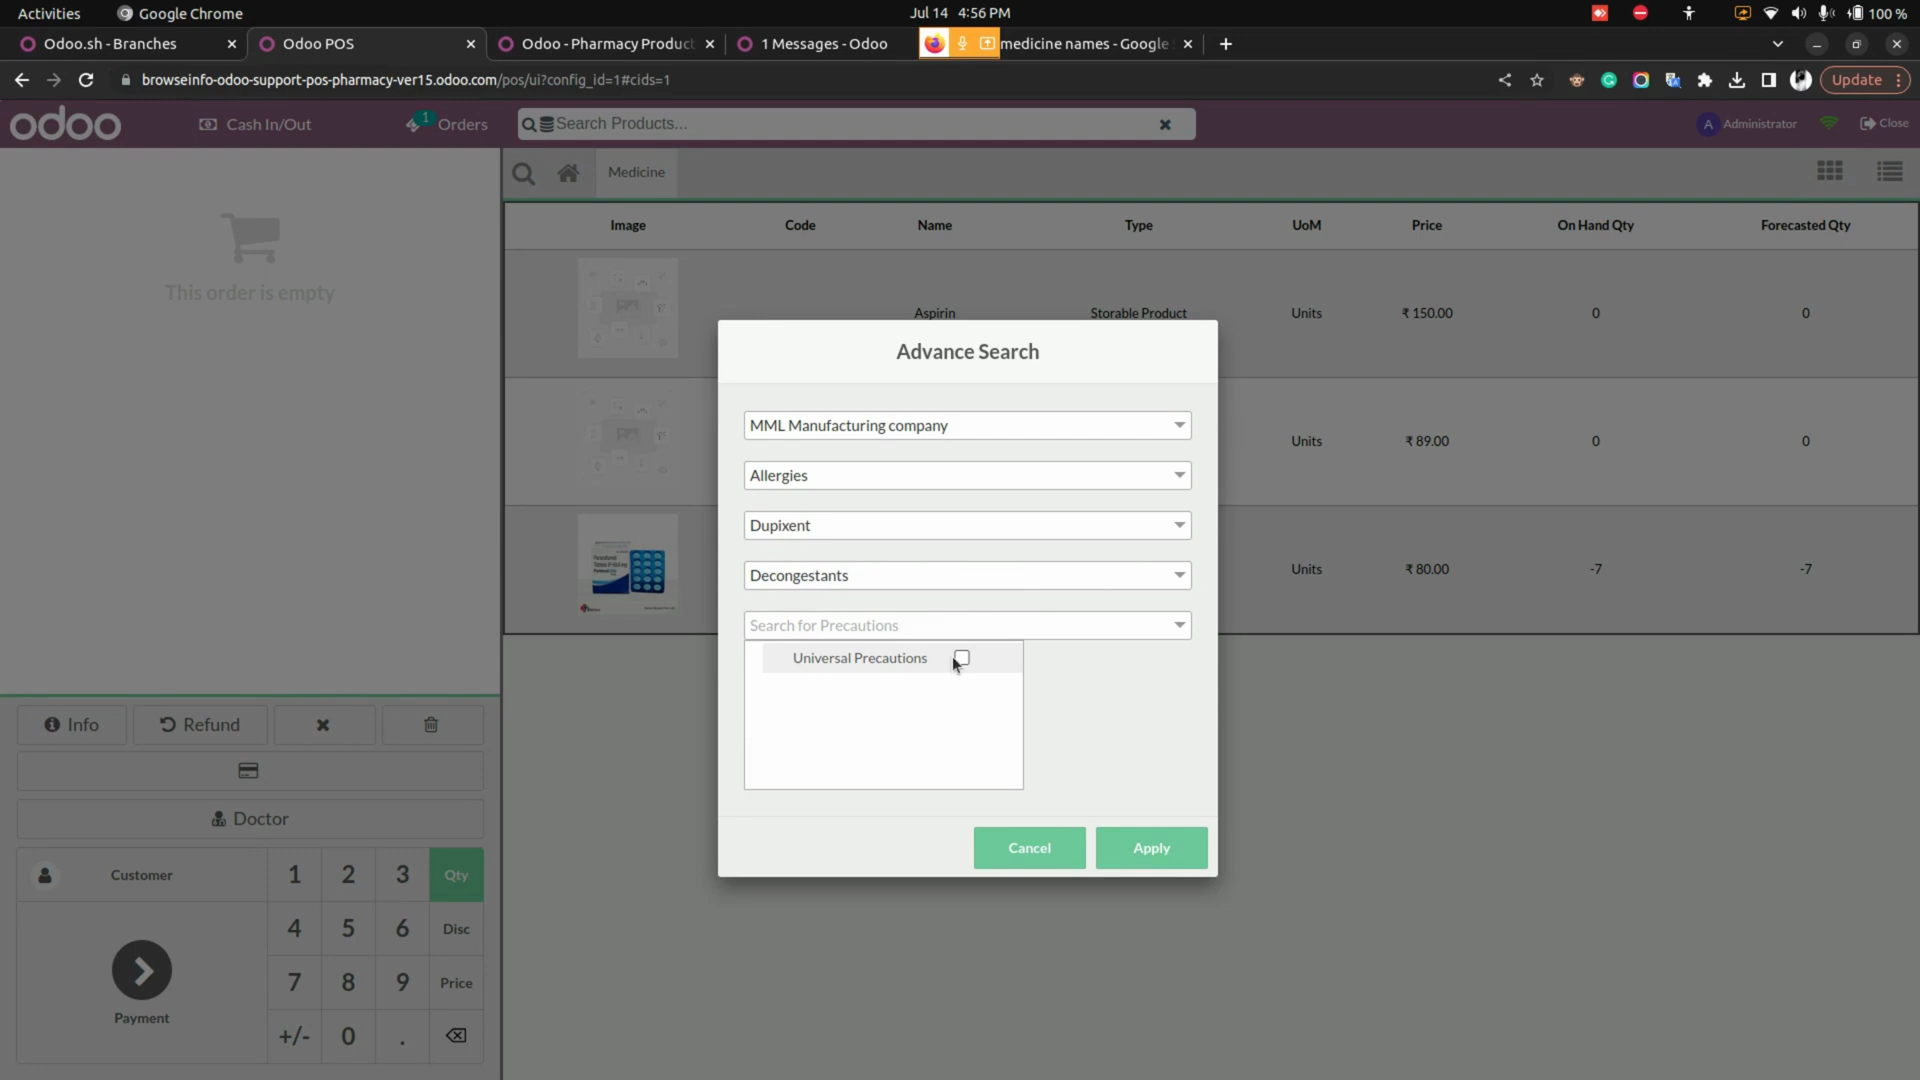 Activities Google Chrome Jul 14 4:56 PM 100 %
Odoo.sh - Branches Odoo POS Odoo - Pharmacy Product 1 Messages - Odoo medicine names - Google
browseinfo-odoo-support-pos-pharmacy-ver15.odoo.com/pos/ui?config_id=1#cids=1 Update
odoo Cash In/Out 1 Orders Search Products... A Administrator Close
Medicine
This order is empty
Image Code Name Type UoM Price On Hand Qty Forecasted Qty
Aspirin Storable Product Units ₹ 150.00 0 0
Units ₹ 89.00 0 0
Units ₹ 80.00 -7 -7
Advance Search
MML Manufacturing company
Allergies
Dupixent
Decongestants
Search for Precautions
Universal Precautions
Cancel Apply
Info Refund
Doctor
Customer 1 2 3 Qty
4 5 6 Disc
7 8 9 Price
Payment
+/- 0 .